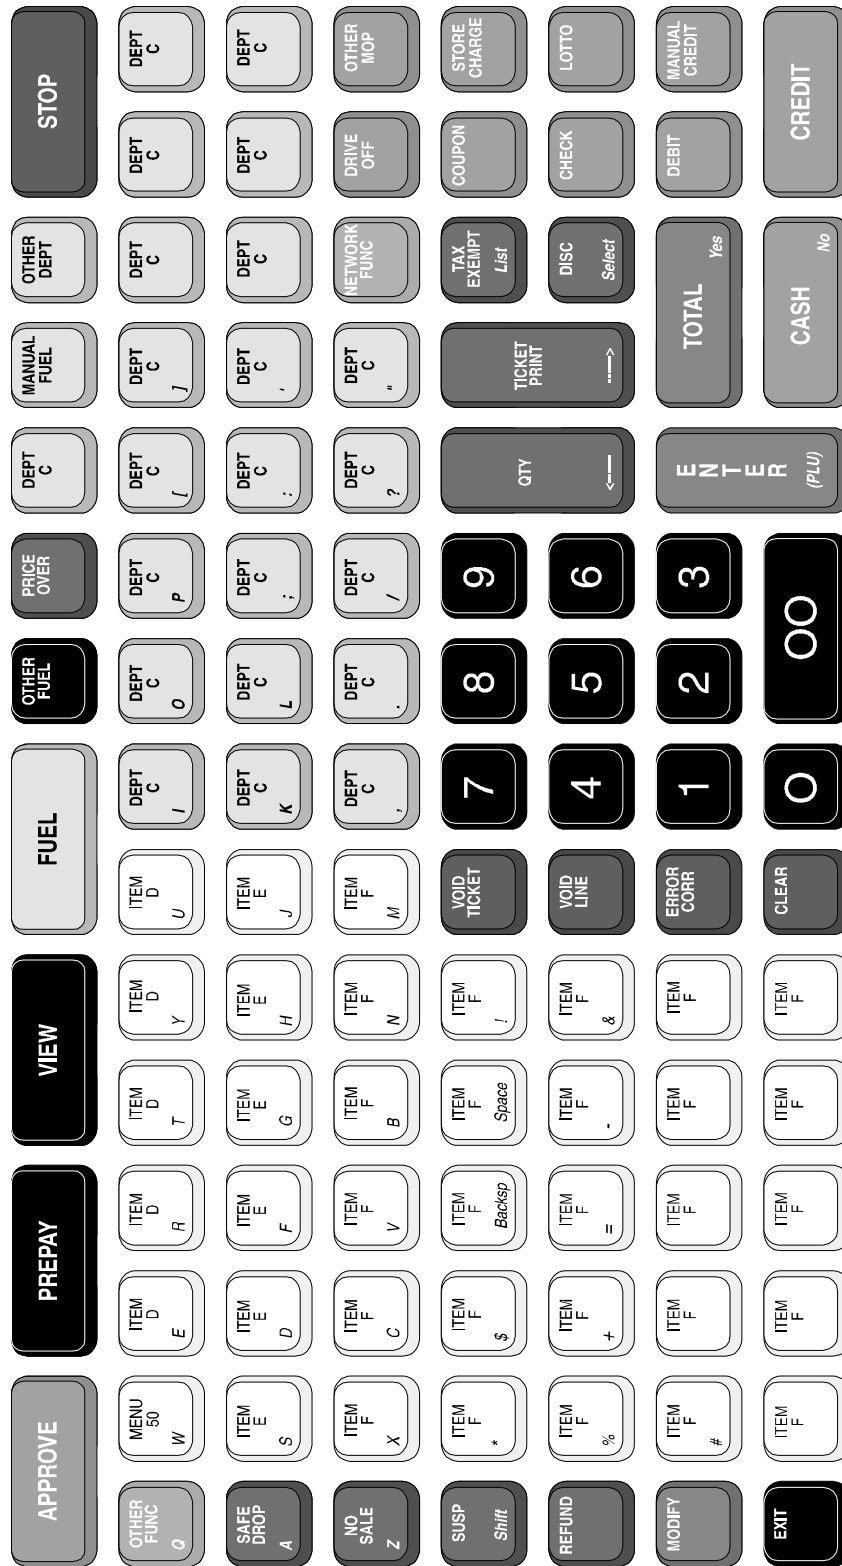 APPROVE
PREPAY
VIEW
FUEL
OTHER
FUEL
PRICE
OVER
DEPT
C
MANUAL
FUEL
OTHER
DEPT
STOP
OTHER
FUNC
Q
MENU
50
W
ITEM
D
E
ITEM
D
R
ITEM
D
T
ITEM
D
Y
ITEM
D
U
DEPT
C
I
DEPT
C
O
DEPT
C
P
DEPT
C
[
DEPT
C
]
DEPT
C
DEPT
C
DEPT
C
SAFE
DROP
A
ITEM
E
S
ITEM
E
D
ITEM
E
F
ITEM
E
G
ITEM
E
H
ITEM
E
J
DEPT
C
K
DEPT
C
L
DEPT
C
;
DEPT
C
:
DEPT
C
'
DEPT
C
DEPT
C
DEPT
C
NO
SALE
Z
ITEM
F
X
ITEM
F
C
ITEM
F
V
ITEM
F
B
ITEM
F
N
ITEM
F
M
DEPT
C
,
DEPT
C
.
DEPT
C
/
DEPT
C
?
DEPT
C
"
NETWORK
FUNC
DRIVE
OFF
OTHER
MOP
SUSP
Shift
ITEM
F
*
ITEM
F
$
ITEM
F
Backsp
ITEM
F
Space
ITEM
F
!
VOID
TICKET
7
8
9
QTY
<----
TICKET
PRINT
---->
TAX
EXEMPT
List
COUPON
STORE
CHARGE
REFUND
ITEM
F
%
ITEM
F
+
ITEM
F
=
ITEM
F
-
ITEM
F
&
VOID
LINE
4
5
6
DISC
Select
CHECK
LOTTO
MODIFY
ITEM
F
#
ITEM
F
ITEM
F
ITEM
F
ITEM
F
ERROR
CORR
1
2
3
ENTER
(PLU)
TOTAL
Yes
DEBIT
MANUAL
CREDIT
EXIT
ITEM
F
ITEM
F
ITEM
F
ITEM
F
ITEM
F
CLEAR
0
00
CASH
No
CREDIT